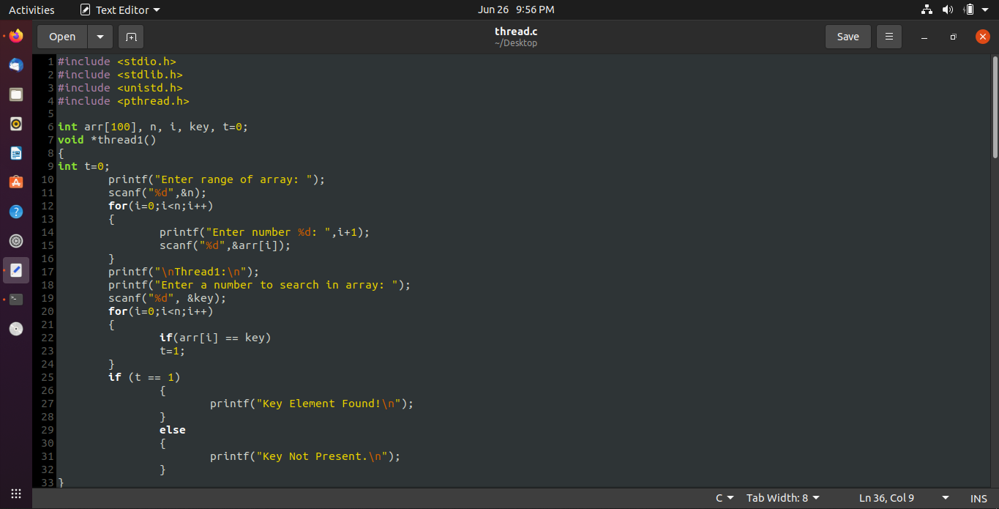 Activities Text Editor Jun 26 9:56 PM
Open thread.c Save
~/Desktop
1 #include <stdio.h>
2 #include <stdlib.h>
3 #include <unistd.h>
4 #include <pthread.h>
5
6 int arr[100], n, i, key, t=0;
7 void *thread1()
8 {
9 int t=0;
10 printf("Enter range of array: ");
11 scanf("%d",&n);
12 for(i=0;i<n;i++)
13 {
14 printf("Enter number %d: ",i+1);
15 scanf("%d",&arr[i]);
16 }
17 printf("\nThread1:\n");
18 printf("Enter a number to search in array: ");
19 scanf("%d", &key);
20 for(i=0;i<n;i++)
21 {
22 if(arr[i] == key)
23 t=1;
24 }
25 if (t == 1)
26 {
27 printf("Key Element Found!\n");
28 }
29 else
30 {
31 printf("Key Not Present.\n");
32 }
33 }
C Tab Width: 8 Ln 36, Col 9 INS